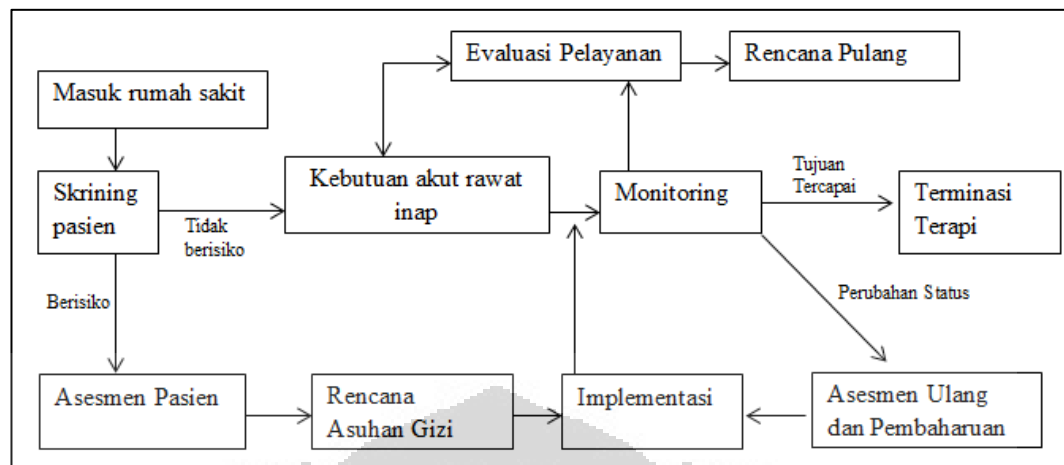 Evaluasi Pelayanan
Rencana Pulang
Masuk rumah sakit
Skrining
pasien
Tidak
berisiko
Kebutuan akut rawat
inap
Monitoring
Tujuan
Tercapai
Terminasi
Terapi
Berisiko
Perubahan Status
Asesmen Pasien
Rencana
Asuhan Gizi
Implementasi
Asesmen Ulang
dan Pembaharuan